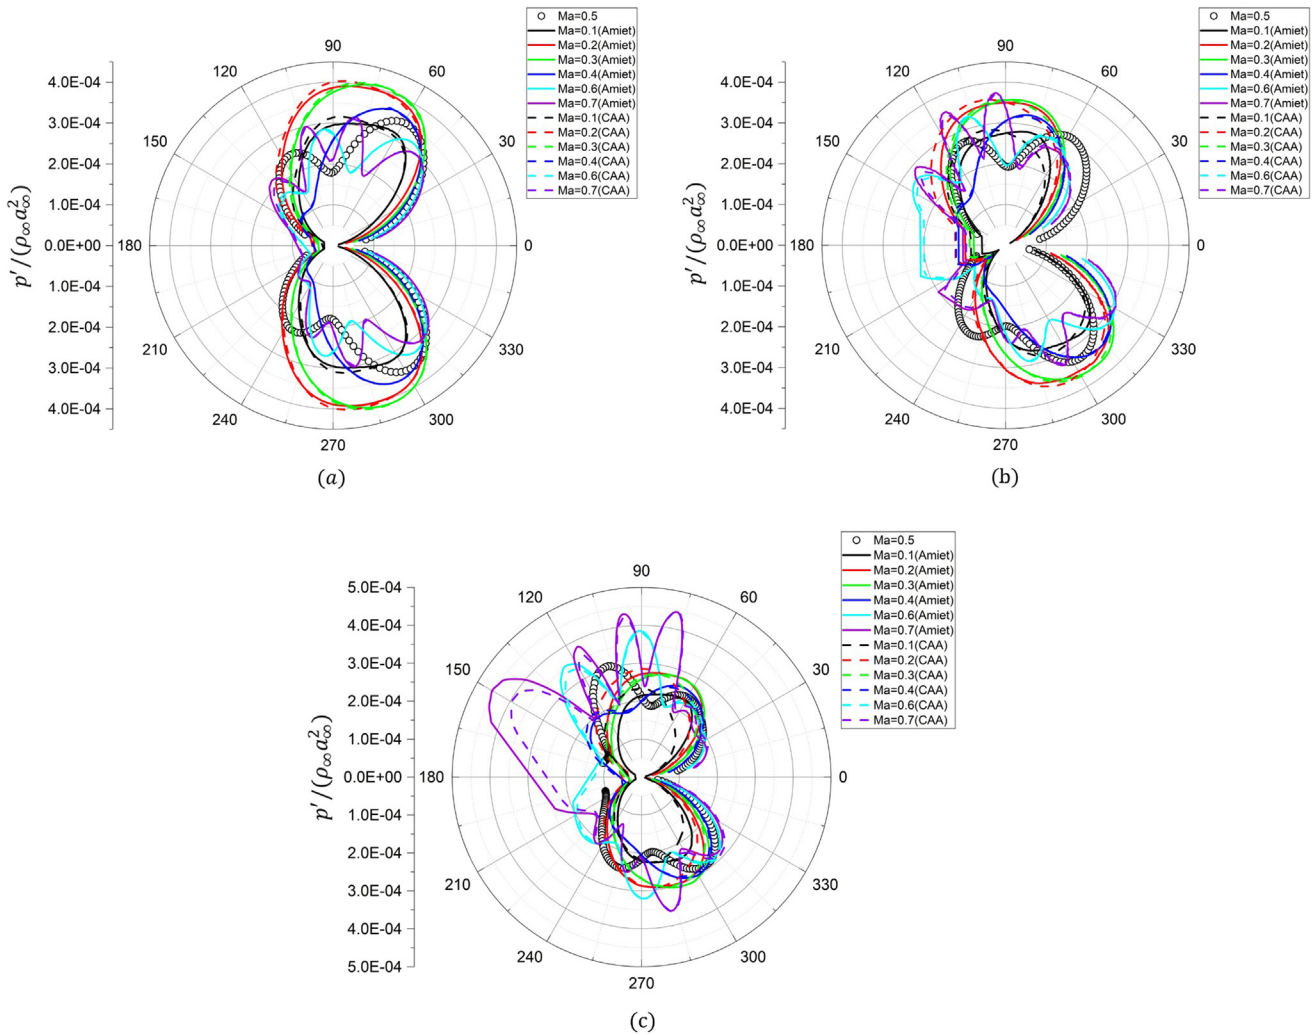 Ma=0.5
Ma=0.1(Amiet)
Ma=0.2(Amiet)
Ma=0.3(Amiet)
Ma=0.4(Amiet)
Ma=0.6(Amiet)
Ma=0.7(Amiet)
Ma=0.1(CAA)
Ma=0.2(CAA)
Ma=0.3(CAA)
Ma=0.4(CAA)
Ma=0.6(CAA)
Ma=0.7(CAA)
90
120
60
150
30
180
0
210
330
240
300
270
4.0E-04
3.0E-04
2.0E-04
1.0E-04
0.0E+00
1.0E-04
2.0E-04
3.0E-04
4.0E-04
p′/(ρ∞a∞²)
(a)
Ma=0.5
Ma=0.1(Amiet)
Ma=0.2(Amiet)
Ma=0.3(Amiet)
Ma=0.4(Amiet)
Ma=0.6(Amiet)
Ma=0.7(Amiet)
Ma=0.1(CAA)
Ma=0.2(CAA)
Ma=0.3(CAA)
Ma=0.4(CAA)
Ma=0.6(CAA)
Ma=0.7(CAA)
90
120
60
150
30
180
0
210
330
240
300
270
4.0E-04
3.0E-04
2.0E-04
1.0E-04
0.0E+00
1.0E-04
2.0E-04
3.0E-04
4.0E-04
p′/(ρ∞a∞²)
(b)
Ma=0.5
Ma=0.1(Amiet)
Ma=0.2(Amiet)
Ma=0.3(Amiet)
Ma=0.4(Amiet)
Ma=0.6(Amiet)
Ma=0.7(Amiet)
Ma=0.1(CAA)
Ma=0.2(CAA)
Ma=0.3(CAA)
Ma=0.4(CAA)
Ma=0.6(CAA)
Ma=0.7(CAA)
90
120
60
150
30
180
0
210
330
240
300
270
5.0E-04
4.0E-04
3.0E-04
2.0E-04
1.0E-04
0.0E+00
1.0E-04
2.0E-04
3.0E-04
4.0E-04
5.0E-04
p′/(ρ∞a∞²)
(c)